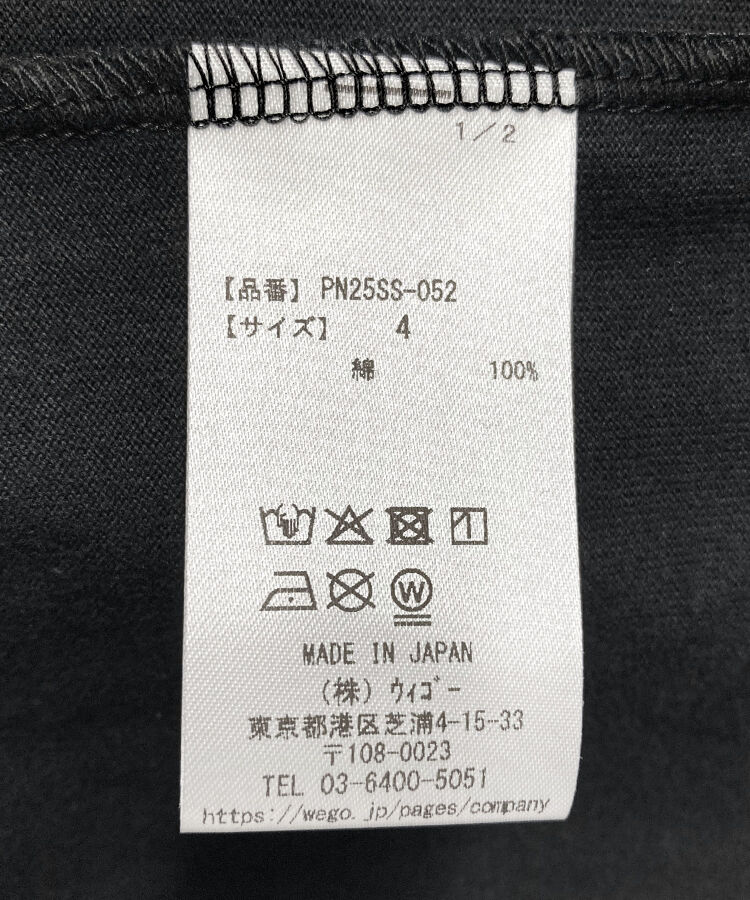 1／2
【品番】 PN25SS-052
【サイズ】 4
綿 100%
W
MADE IN JAPAN
(株) ｳｨｺﾞｰ
東京都港区芝浦4-15-33
〒108-0023
TEL 03-6400-5051
https://wego.jp/pages/company